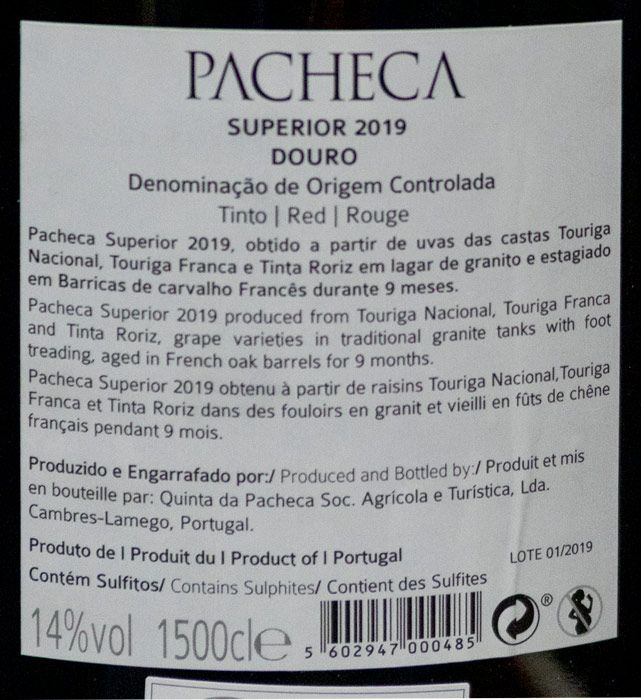 PACHECA
SUPERIOR 2019
DOURO
Denominação de Origem Controlada
Tinto | Red | Rouge
Pacheca Superior 2019, obtido a partir de uvas das castas Touriga
Nacional, Touriga Franca e Tinta Roriz em lagar de granito e estagiado
em Barricas de carvalho Francês durante 9 meses.
Pacheca Superior 2019 produced from Touriga Nacional, Touriga Franca
and Tinta Roriz, grape varieties in traditional granite tanks with foot
treading, aged in French oak barrels for 9 months.
Pacheca Superior 2019 obtenu à partir de raisins Touriga Nacional,Touriga
Franca et Tinta Roriz dans des fouloirs en granit et vieilli en fûts de chêne
français pendant 9 mois.
Produzido e Engarrafado por:/ Produced and Bottled by:/ Produit et mis
en bouteille par: Quinta da Pacheca Soc. Agrícola e Turística, Lda.
Cambres-Lamego, Portugal.
Produto de | Produit du | Product of | Portugal
LOTE 01/2019
Contém Sulfitos/ Contains Sulphites/ Contient des Sulfites
14%vol 1500cl e
5 602947 000485
®